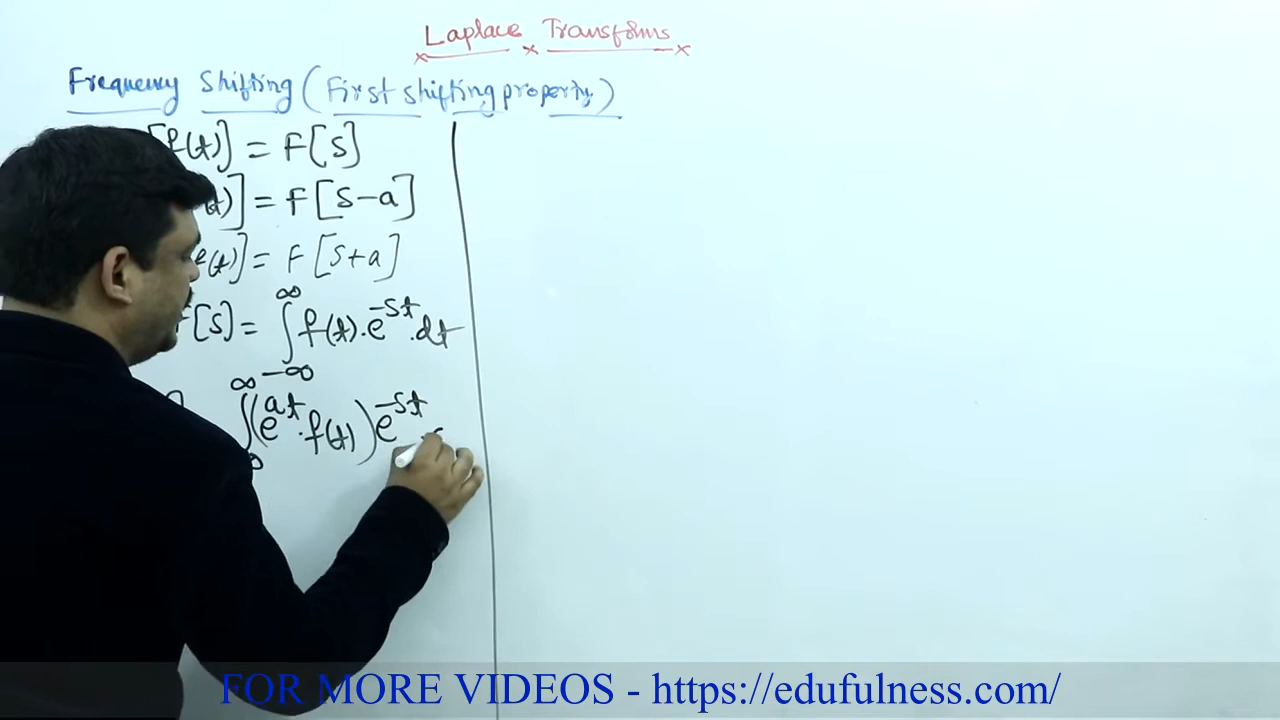 Laplace Transforms
Frequency Shifting (First shifting property)
[f(t)] = F[S]
(t)] = F[S-a]
(t)] = F[S+a]
[S] = ∫_{-∞}^{∞} f(t).e^{-st}.dt
∫^{∞} (e^{at}.f(t)) e^{-st}
FOR MORE VIDEOS - https://edufulness.com/